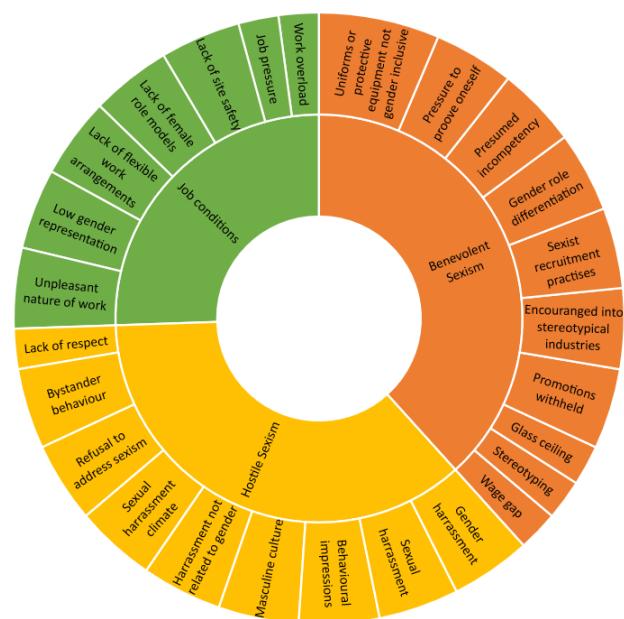 Uniforms or
protective
equipment not
gender inclusive
Pressure to
proove oneself
Presumed
incompetency
Gender role
differentiation
Sexist
recruitment
practises
Encouranged into
stereotypical
industries
Promotions
withheld
Glass ceiling
Stereotyping
Wage gap
Gender
harrassment
Sexual
harrassment
Behavioural
impressions
Masculine culture
Harrassment not
related to gender
Sexual
harrassment
climate
Refusal to
address sexism
Bystander
behaviour
Lack of respect
Unpleasant
nature of work
Low gender
representation
Lack of flexible
work
arrangements
Lack of female
role models
Lack of site safety
Job pressure
Work overload
Benevolent
Sexism
Hostile Sexism
Job conditions